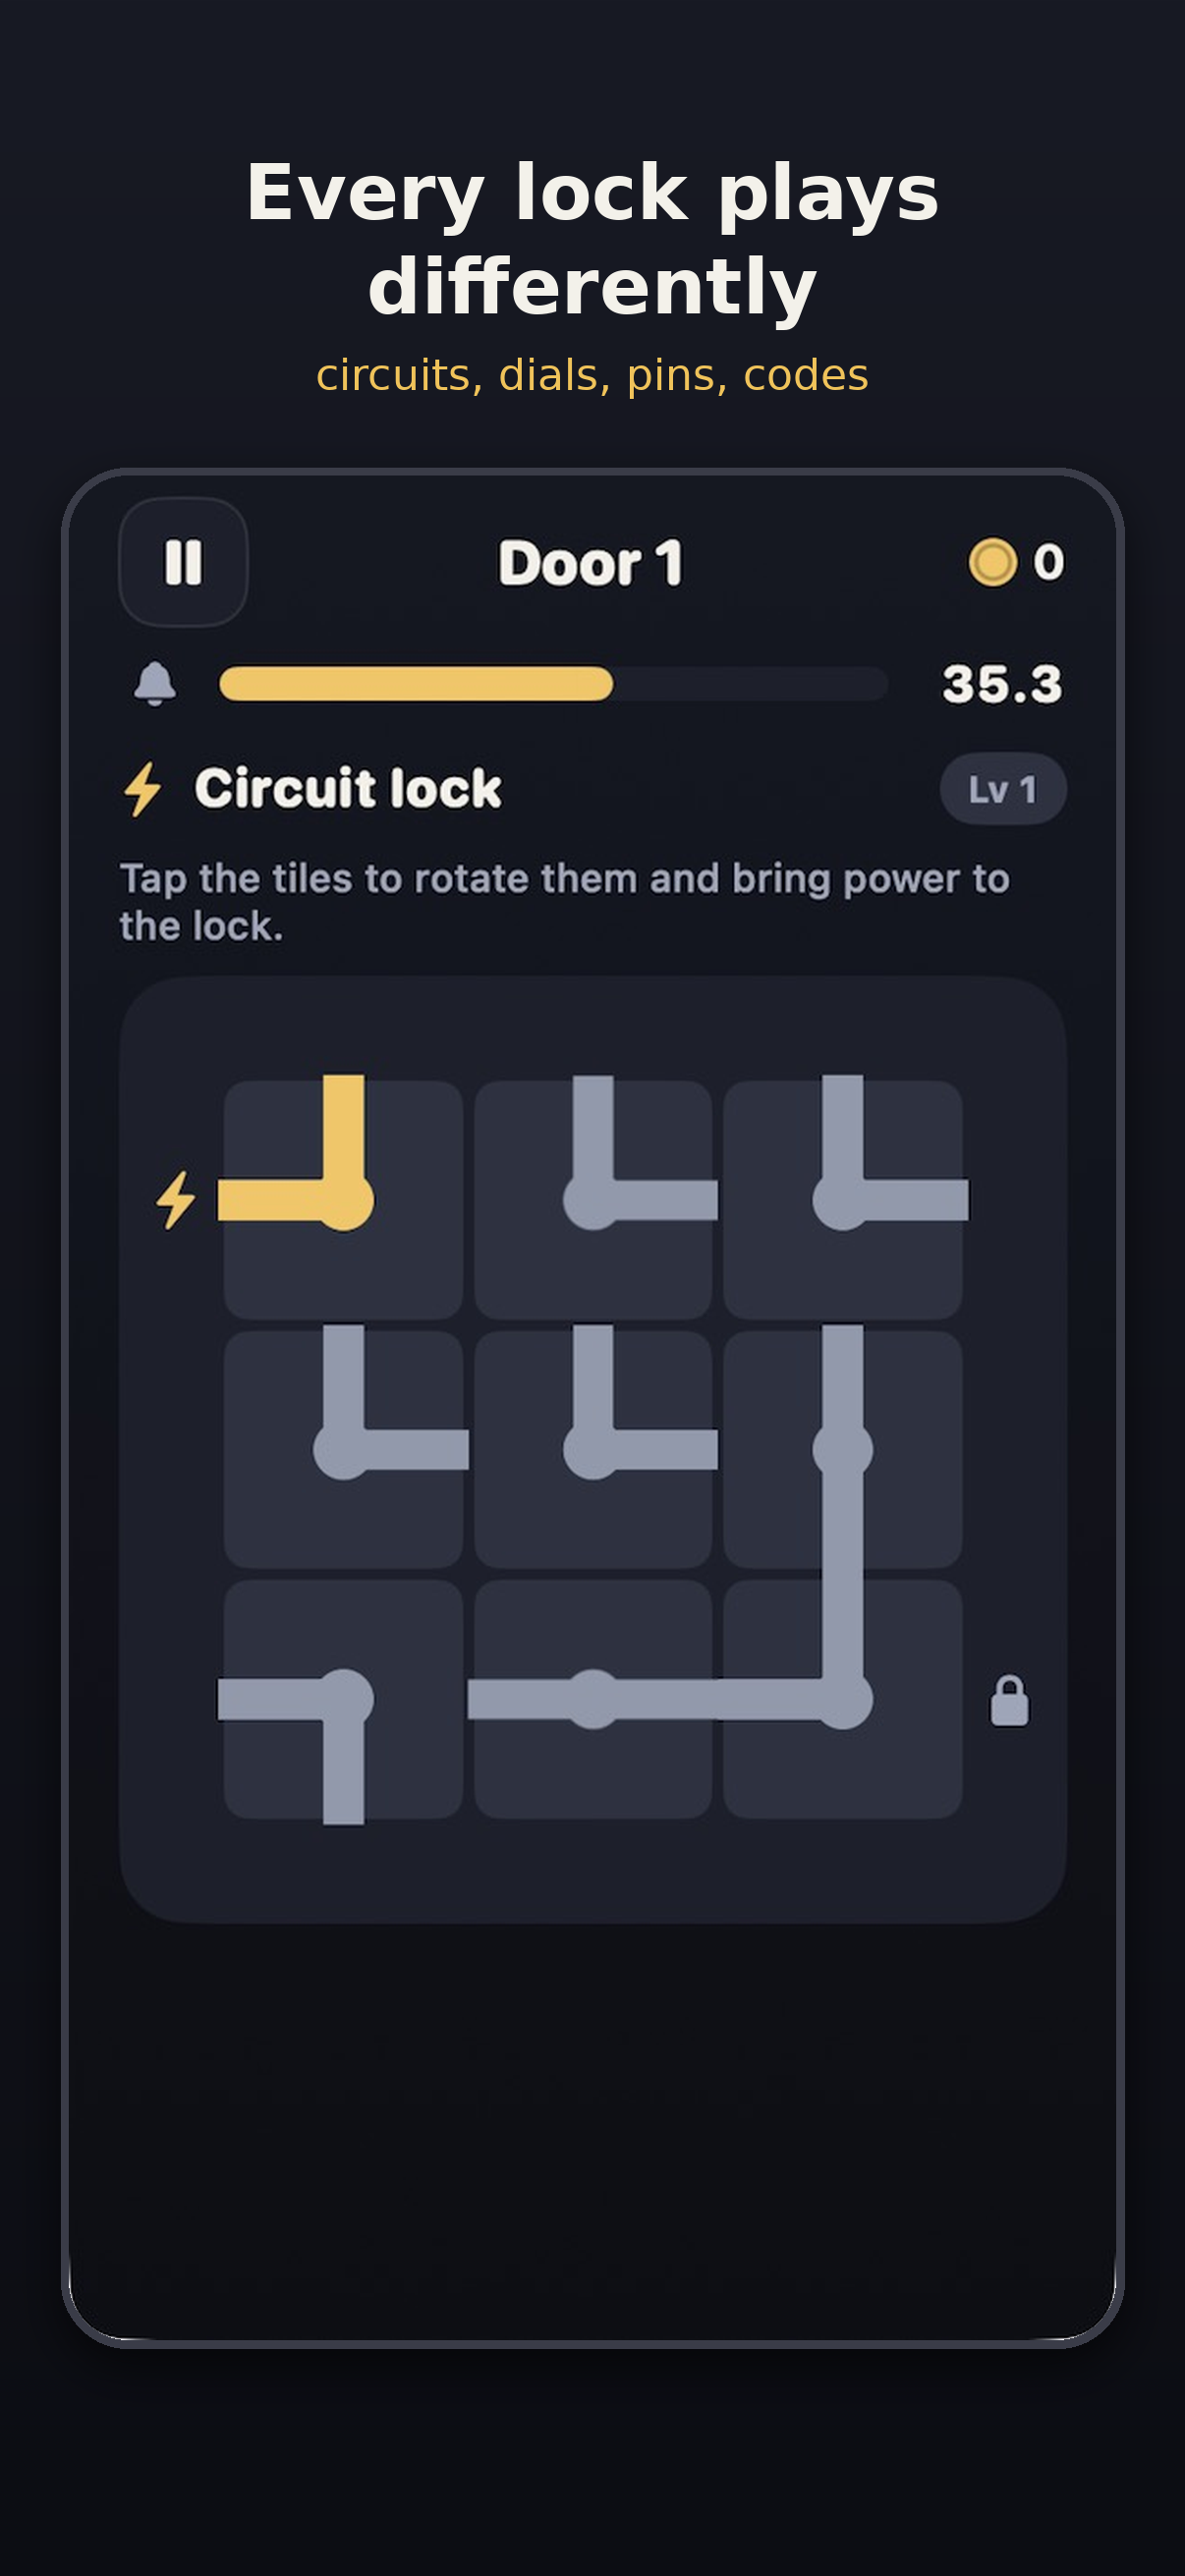 Every lock plays
differently
circuits, dials, pins, codes
Door 1
0
35.3
Circuit lock
Lv 1
Tap the tiles to rotate them and bring power to
the lock.